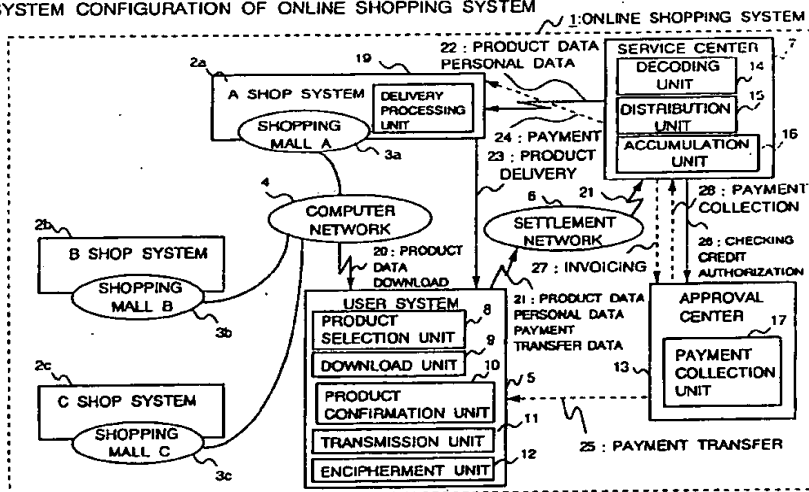 SYSTEM CONFIGURATION OF ONLINE SHOPPING SYSTEM
1:ONLINE SHOPPING SYSTEM
2a
19
A SHOP SYSTEM
DELIVERY
PROCESSING
UNIT
SHOPPING
MALL A
3a
22 : PRODUCT DATA
PERSONAL DATA
SERVICE CENTER
7
DECODING
UNIT
14
DISTRIBUTION
UNIT
15
ACCUMULATION
UNIT
16
24 : PAYMENT
23 : PRODUCT
DELIVERY
4
COMPUTER
NETWORK
6
21
SETTLEMENT
NETWORK
28 : PAYMENT
COLLECTION
26 : CHECKING
CREDIT
AUTHORIZATION
27 : INVOICING
2b
B SHOP SYSTEM
SHOPPING
MALL B
3b
20 : PRODUCT
DATA
DOWNLOAD
21 : PRODUCT DATA
PERSONAL DATA
PAYMENT
TRANSFER DATA
USER SYSTEM
PRODUCT
SELECTION UNIT
8
DOWNLOAD UNIT
9
10
PRODUCT
CONFIRMATION UNIT
5
TRANSMISSION UNIT
11
ENCIPHERMENT UNIT
12
APPROVAL
CENTER
17
13
PAYMENT
COLLECTION
UNIT
25 : PAYMENT TRANSFER
2c
C SHOP SYSTEM
SHOPPING
MALL C
3c